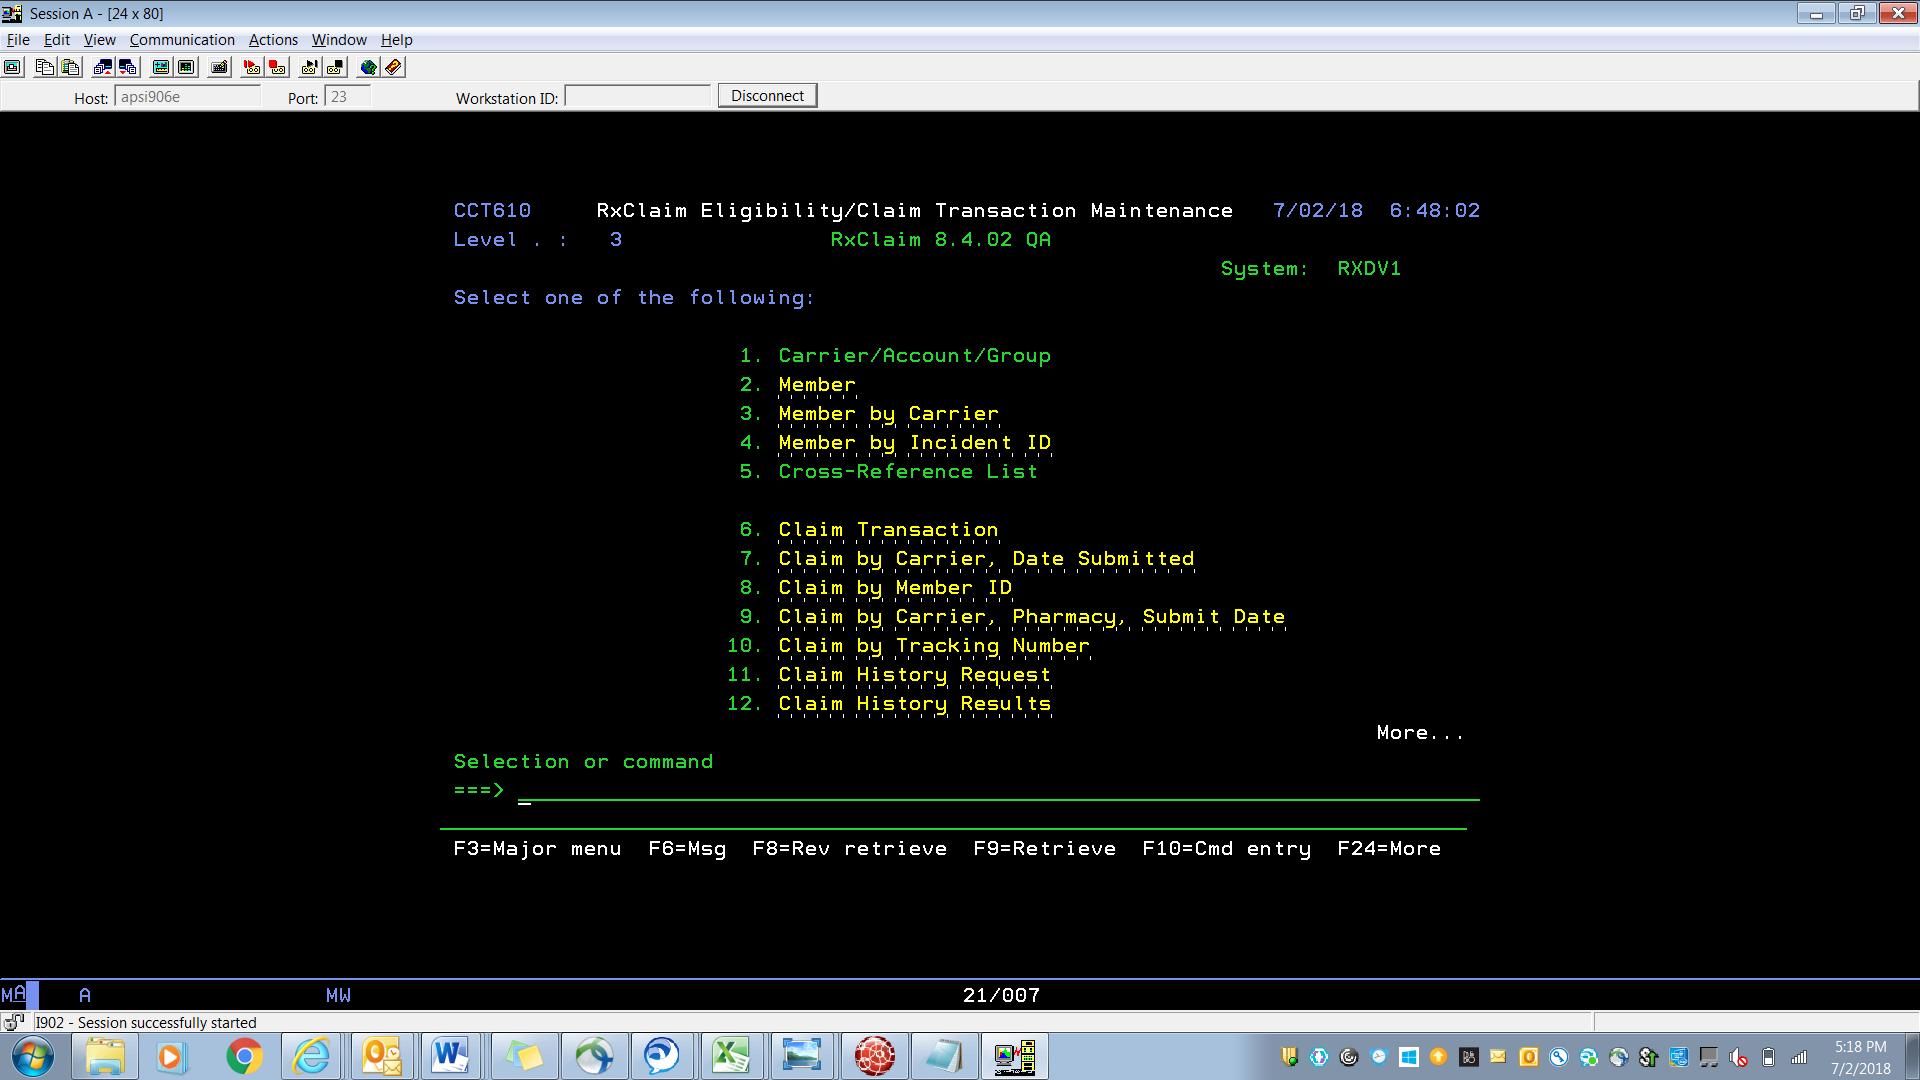 Session A - [24 x 80]
File Edit View Communication Actions Window Help
Host: apsi906e Port: 23 Workstation ID: Disconnect
CCT610 RxClaim Eligibility/Claim Transaction Maintenance 7/02/18 6:48:02
Level . : 3 RxClaim 8.4.02 QA
System: RXDV1
Select one of the following:
1. Carrier/Account/Group
2. Member
3. Member by Carrier
4. Member by Incident ID
5. Cross-Reference List
6. Claim Transaction
7. Claim by Carrier, Date Submitted
8. Claim by Member ID
9. Claim by Carrier, Pharmacy, Submit Date
10. Claim by Tracking Number
11. Claim History Request
12. Claim History Results
More...
Selection or command
===>
F3=Major menu F6=Msg F8=Rev retrieve F9=Retrieve F10=Cmd entry F24=More
MA A MW 21/007
I902 - Session successfully started
5:18 PM
7/2/2018